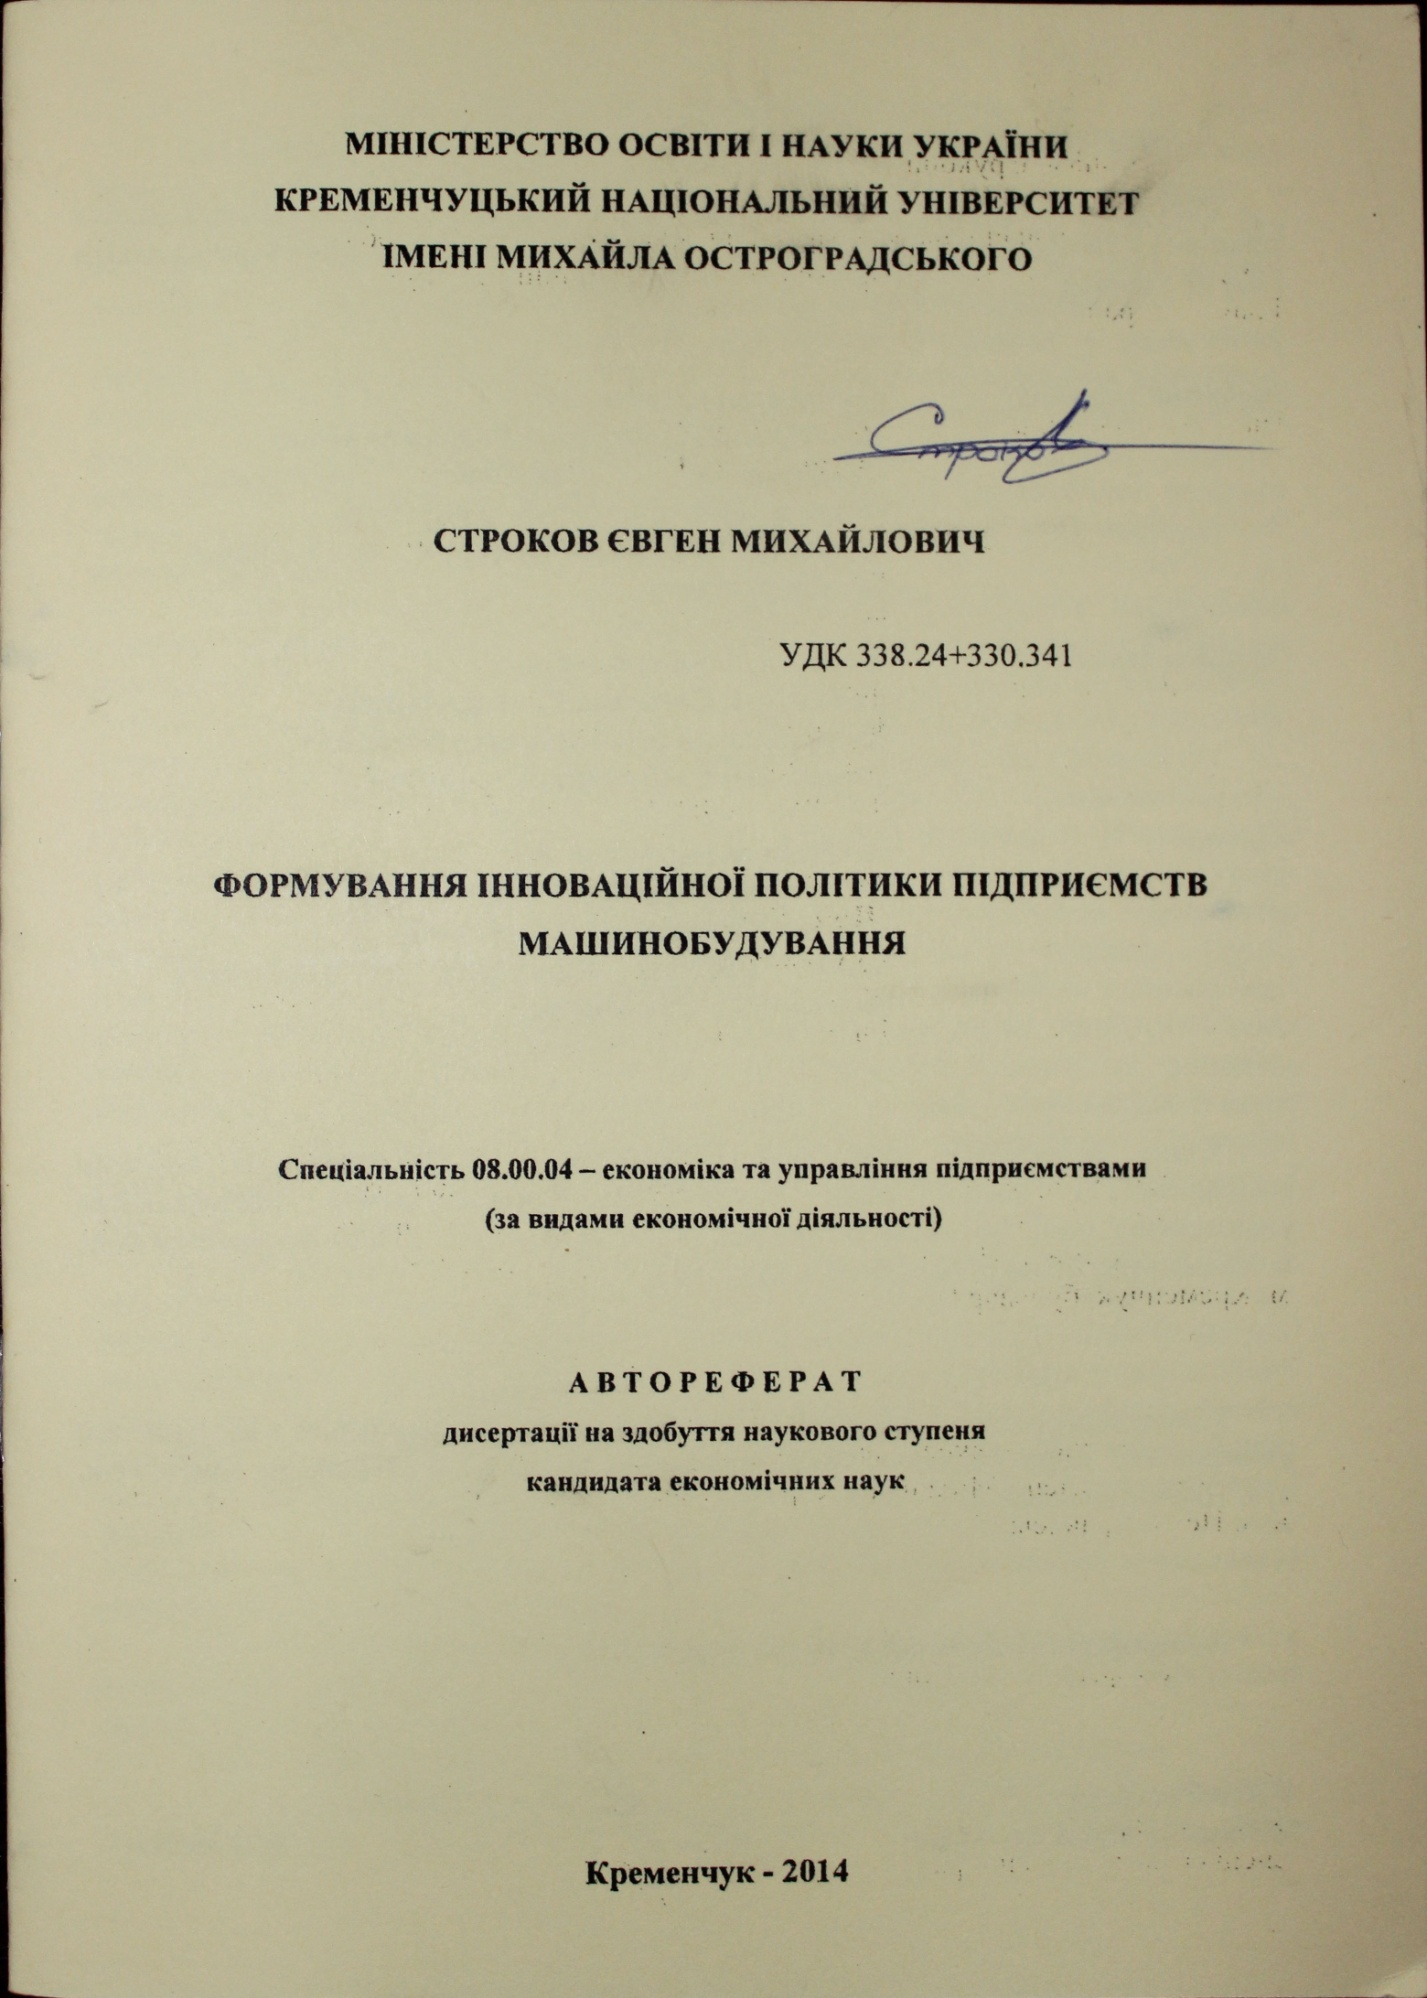 МІНІСТЕРСТВО ОСВІТИ І НАУКИ УКРАЇНИ
КРЕМЕНЧУЦЬКИЙ НАЦІОНАЛЬНИЙ УНІВЕРСИТЕТ
ІМЕНІ МИХАЙЛА ОСТРОГРАДСЬКОГО
Строков
СТРОКОВ ЄВГЕН МИХАЙЛОВИЧ
УДК 338.24+330.341
ФОРМУВАННЯ ІННОВАЦІЙНОЇ ПОЛІТИКИ ПІДПРИЄМСТВ
МАШИНОБУДУВАННЯ
Спеціальність 08.00.04 – економіка та управління підприємствами
(за видами економічної діяльності)
А В Т О Р Е Ф Е Р А Т
дисертації на здобуття наукового ступеня
кандидата економічних наук
Кременчук - 2014